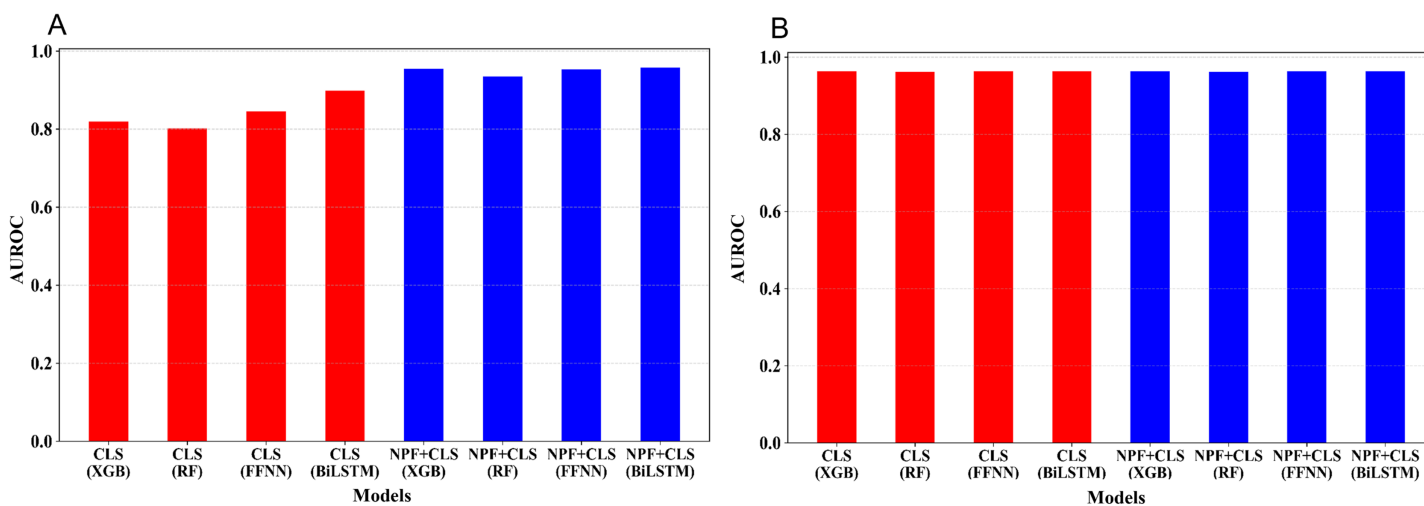 A
1.0
0.8
0.6
0.4
0.2
0.0
AUROC
CLS CLS CLS CLS NPF+CLS NPF+CLS NPF+CLS NPF+CLS
(XGB) (RF) (FFNN) (BiLSTM) (XGB) (RF) (FFNN) (BiLSTM)
Models
B
1.0
0.8
0.6
0.4
0.2
0.0
AUROC
CLS CLS CLS CLS NPF+CLS NPF+CLS NPF+CLS NPF+CLS
(XGB) (RF) (FFNN) (BiLSTM) (XGB) (RF) (FFNN) (BiLSTM)
Models